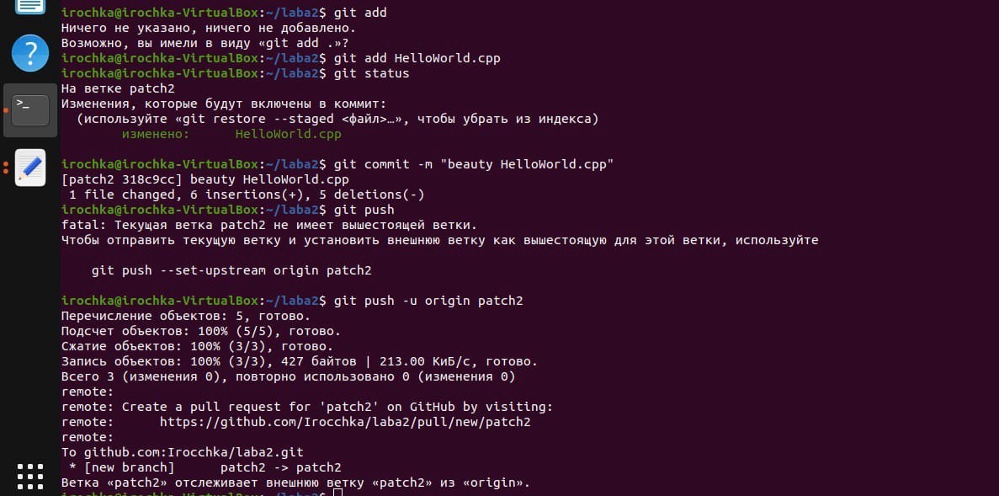 irochka@irochka-VirtualBox:~/laba2$ git add
Ничего не указано, ничего не добавлено.
Возможно, вы имели в виду «git add .»?
irochka@irochka-VirtualBox:~/laba2$ git add HelloWorld.cpp
irochka@irochka-VirtualBox:~/laba2$ git status
На ветке patch2
Изменения, которые будут включены в коммит:
  (используйте «git restore --staged <файл>…», чтобы убрать из индекса)
        изменено:      HelloWorld.cpp
irochka@irochka-VirtualBox:~/laba2$ git commit -m "beauty HelloWorld.cpp"
[patch2 318c9cc] beauty HelloWorld.cpp
 1 file changed, 6 insertions(+), 5 deletions(-)
irochka@irochka-VirtualBox:~/laba2$ git push
fatal: Текущая ветка patch2 не имеет вышестоящей ветки.
Чтобы отправить текущую ветку и установить внешнюю ветку как вышестоящую для этой ветки, используйте
    git push --set-upstream origin patch2
irochka@irochka-VirtualBox:~/laba2$ git push -u origin patch2
Перечисление объектов: 5, готово.
Подсчет объектов: 100% (5/5), готово.
Сжатие объектов: 100% (3/3), готово.
Запись объектов: 100% (3/3), 427 байтов | 213.00 КиБ/с, готово.
Всего 3 (изменения 0), повторно использовано 0 (изменения 0)
remote:
remote: Create a pull request for 'patch2' on GitHub by visiting:
remote:      https://github.com/Irocchka/laba2/pull/new/patch2
remote:
To github.com:Irocchka/laba2.git
 * [new branch]      patch2 -> patch2
Ветка «patch2» отслеживает внешнюю ветку «patch2» из «origin».
irochka@irochka-VirtualBox:~/laba2$